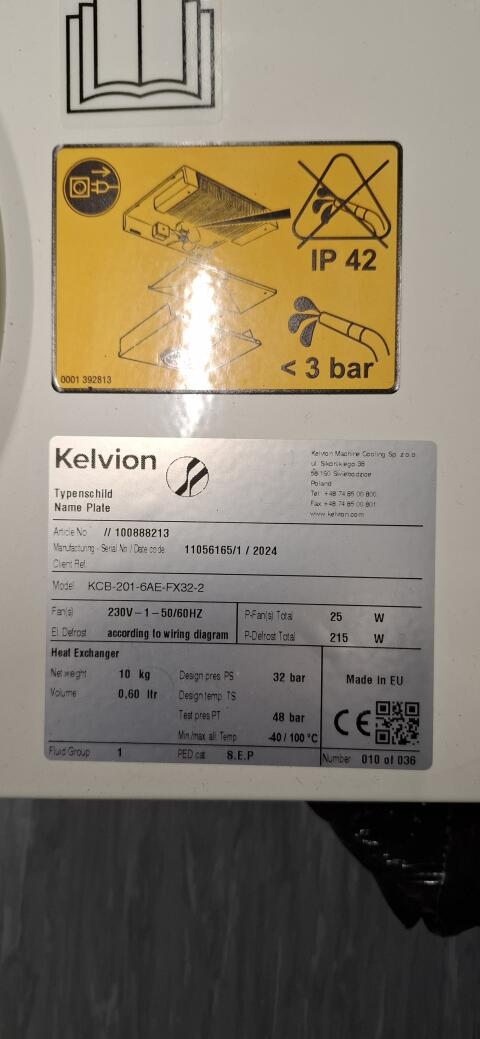 IP 42
< 3 bar
0001 392813
Kelvion
Typenschild
Name Plate
Kelvion Machine Cooling Sp. z o.o.
ul. Sikorskiego 36
58 150 Swiebodzice
Poland
Tel +48 74 85 00 800
Fax +48 74 85 00 801
www.kelvion.com
Article No // 100888213
Manufacturing - Serial No / Date code 11056165/1 / 2024
Client Ref.
Model KCB-201-6AE-FX32-2
Fan(s) 230V-1-50/60HZ P-Fan(s) Total 25 W
El. Defrost according to wiring diagram P-Defrost Total 215 W
Heat Exchanger
Net weight 10 kg Design pres. PS 32 bar
Made in EU
Volume 0,60 ltr Design temp. TS
Test pres PT 48 bar
CE
Min./max. all. Temp. -40 / 100 °C
Fluid Group 1 PED cat S.E.P Number 010 of 036